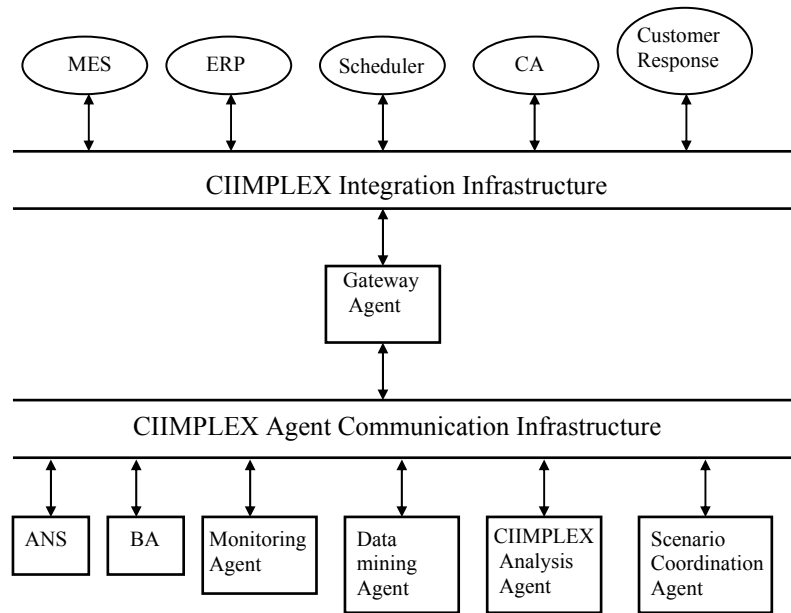 MES
ERP
Scheduler
CA
Customer
Response
CIIMPLEX Integration Infrastructure
Gateway
Agent
CIIMPLEX Agent Communication Infrastructure
ANS
BA
Monitoring
Agent
Data
mining
Agent
CIIMPLEX
Analysis
Agent
Scenario
Coordination
Agent